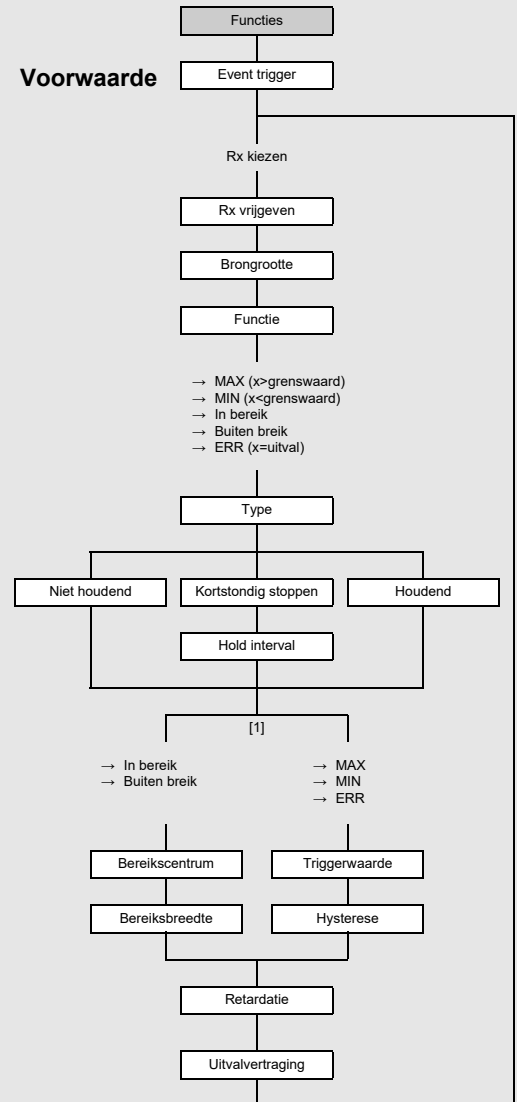 Functies
Voorwaarde
Event trigger
Rx kiezen
Rx vrijgeven
Brongrootte
Functie
→ MAX (x>grenswaard)
→ MIN (x<grenswaard)
→ In bereik
→ Buiten breik
→ ERR (x=uitval)
Type
Niet houdend
Kortstondig stoppen
Houdend
Hold interval
[1]
→ In bereik
→ Buiten breik
→ MAX
→ MIN
→ ERR
Bereikscentrum
Triggerwaarde
Bereiksbreedte
Hysterese
Retardatie
Uitvalvertraging